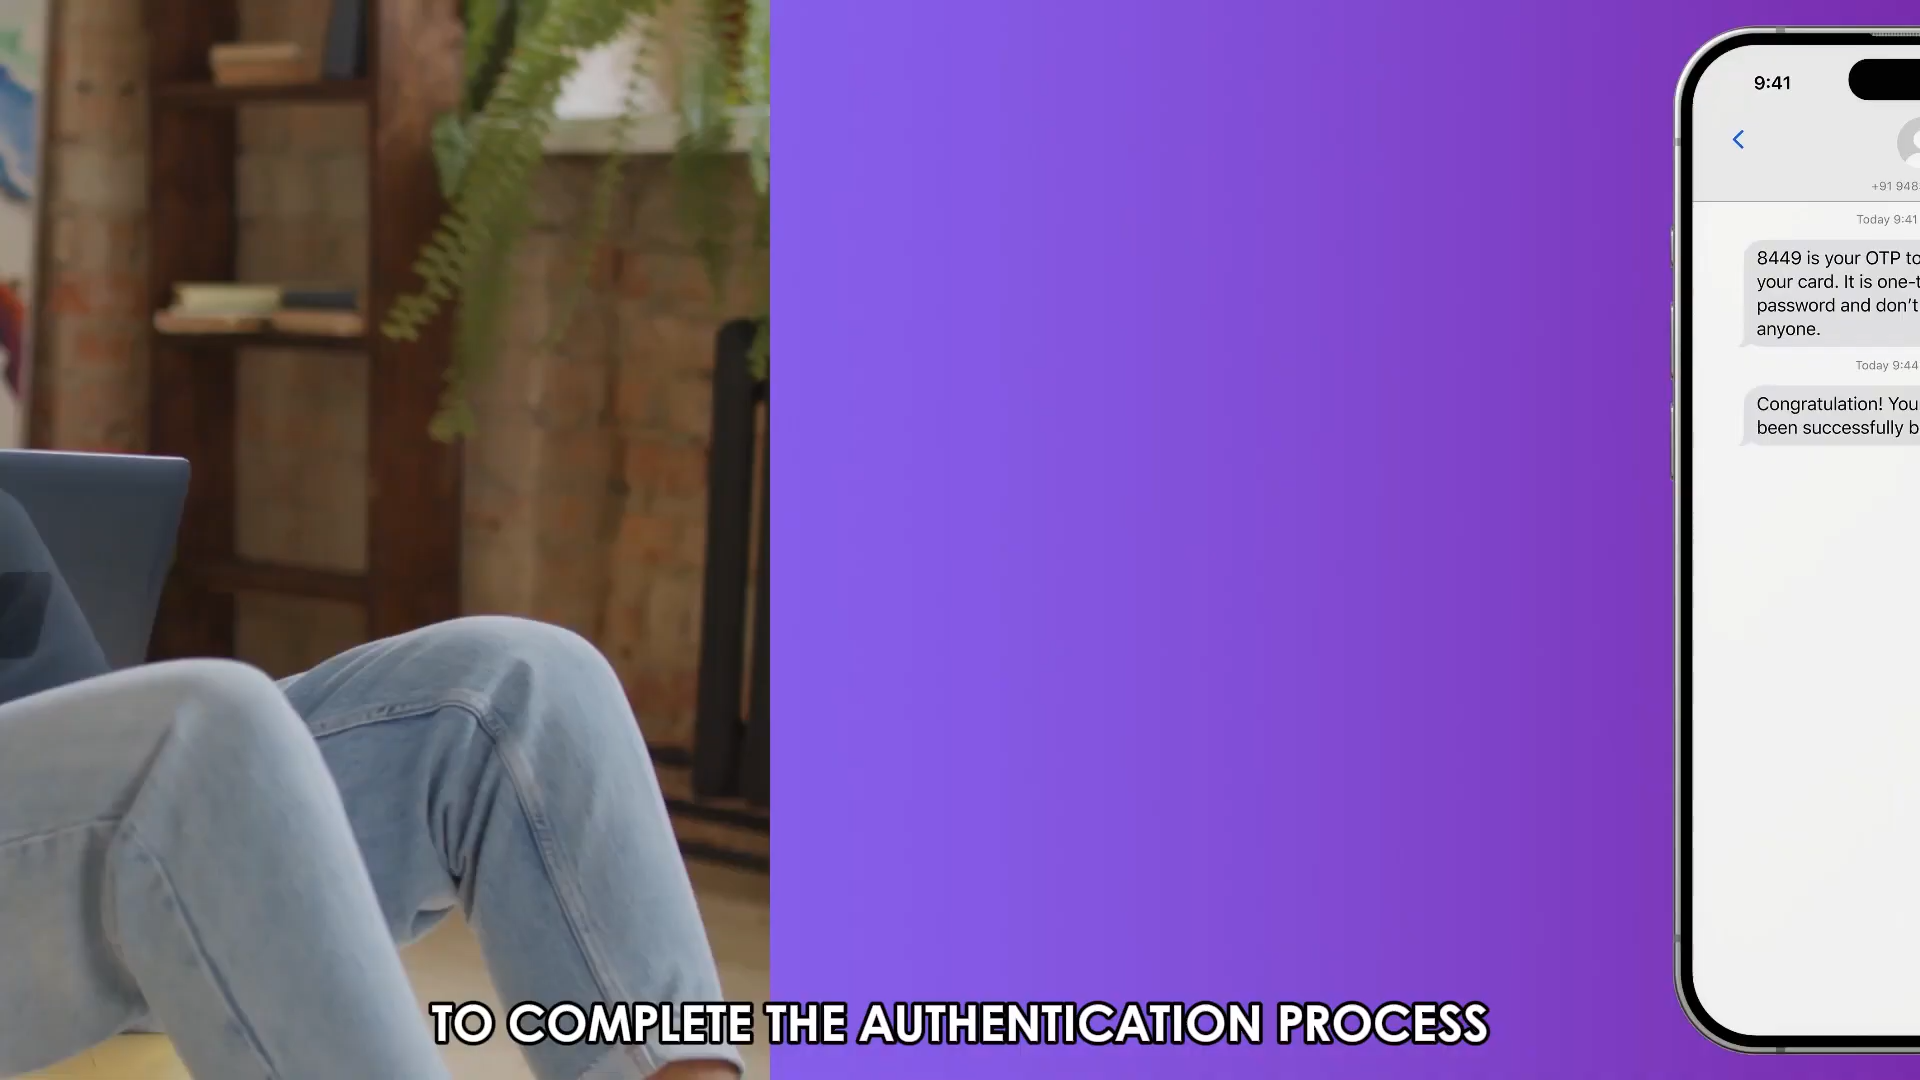 9:41
+91 948
Today 9:41
8449 is your OTP to
your card. It is one-t
password and don't
anyone.
Today 9:44
Congratulation! You
been successfully b
TO COMPLETE THE AUTHENTICATION PROCESS